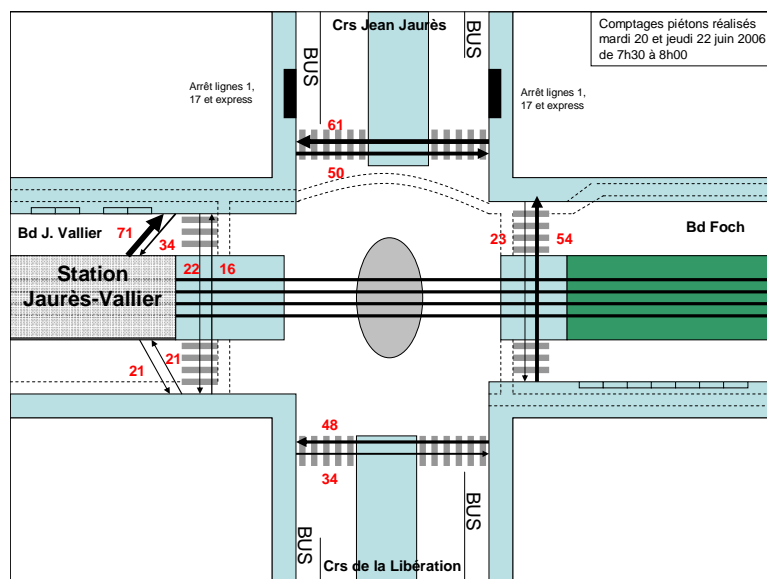 Crs Jean Jaurès
BUS
BUS
Comptages piétons réalisés
mardi 20 et jeudi 22 juin 2006
de 7h30 à 8h00
Arrêt lignes 1,
17 et express
Arrêt lignes 1,
17 et express
61
50
Bd J. Vallier
71
34
23
54
Bd Foch
Station
Jaurès-Vallier
22
16
21
21
48
34
BUS
BUS
Crs de la Libération